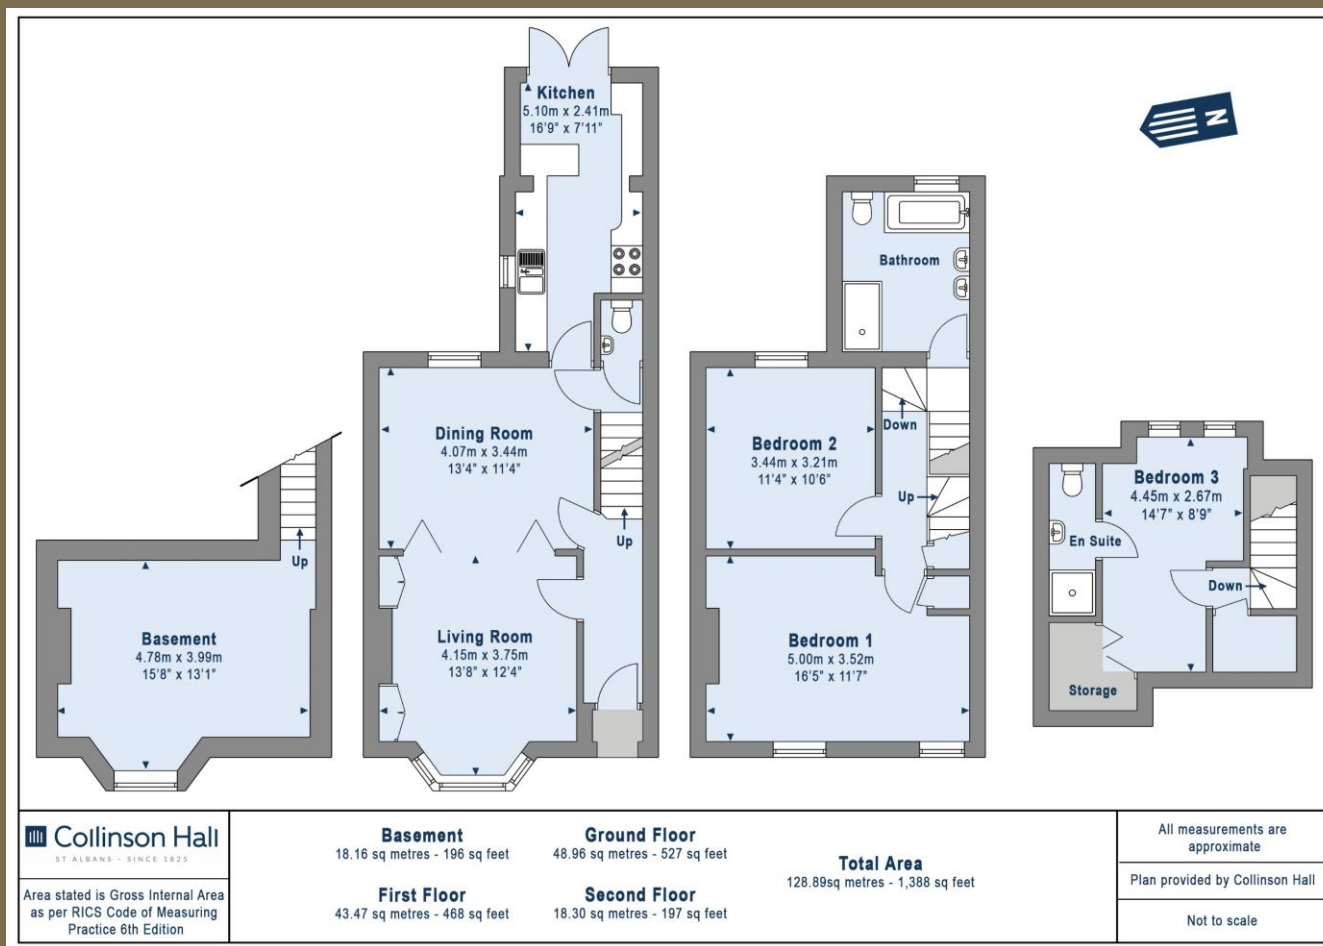 Kitchen
5.10m x 2.41m
16'9" x 7'11"
N
Bathroom
Dining Room
4.07m x 3.44m
13'4" x 11'4"
Up
Living Room
4.15m x 3.75m
13'8" x 12'4"
Basement
4.78m x 3.99m
15'8" x 13'1"
Up
Down
Bedroom 2
3.44m x 3.21m
11'4" x 10'6"
Up
Bedroom 1
5.00m x 3.52m
16'5" x 11'7"
Bedroom 3
4.45m x 2.67m
14'7" x 8'9"
En Suite
Down
Storage
Collinson Hall
ST ALBANS - SINCE 1825
Area stated is Gross Internal Area
as per RICS Code of Measuring
Practice 6th Edition
Basement
18.16 sq metres - 196 sq feet
Ground Floor
48.96 sq metres - 527 sq feet
First Floor
43.47 sq metres - 468 sq feet
Second Floor
18.30 sq metres - 197 sq feet
Total Area
128.89sq metres - 1,388 sq feet
All measurements are
approximate
Plan provided by Collinson Hall
Not to scale